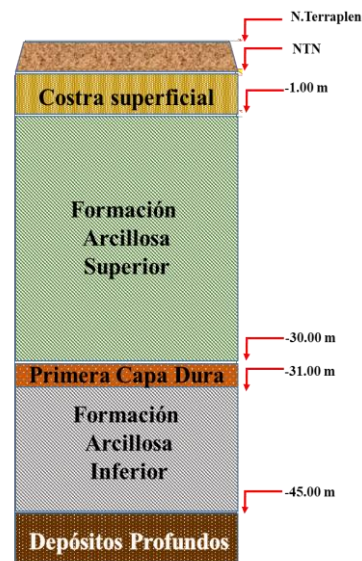 N.Terraplen
NTN
Costra superficial
-1.00 m
Formación
Arcillosa
Superior
-30.00 m
Primera Capa Dura
-31.00 m
Formación
Arcillosa
Inferior
-45.00 m
Depósitos Profundos